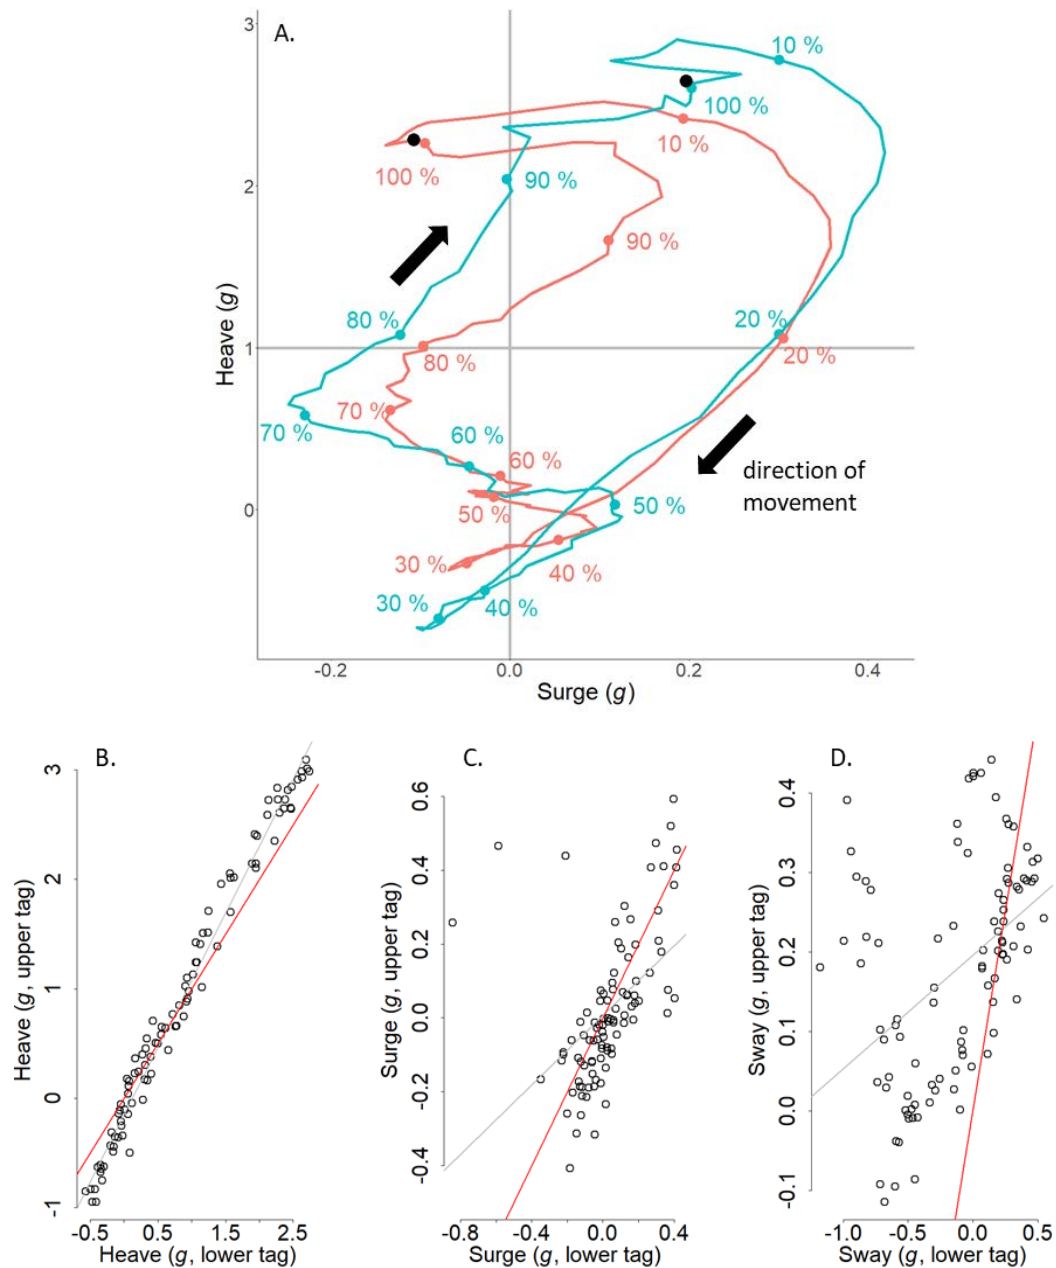 A.
3
2
1
0
Heave (g)
10 %
100 %
10 %
100 %
90 %
90 %
80 %
80 %
20 %
20 %
70 %
70 %
60 %
60 %
50 %
50 %
30 %
40 %
30 %
40 %
direction of
movement
-0.2 0.0 0.2 0.4
Surge (g)
B.
3
2
1
0
-1
Heave (g, upper tag)
-0.5 0.5 1.5 2.5
Heave (g, lower tag)
C.
0.6
0.4
0.2
0.0
-0.2
-0.4
Surge (g, upper tag)
-0.8 -0.4 0.0 0.4
Surge (g, lower tag)
D.
0.4
0.3
0.2
0.1
0.0
-0.1
Sway (g, upper tag)
-1.0 -0.5 0.0 0.5
Sway (g, lower tag)